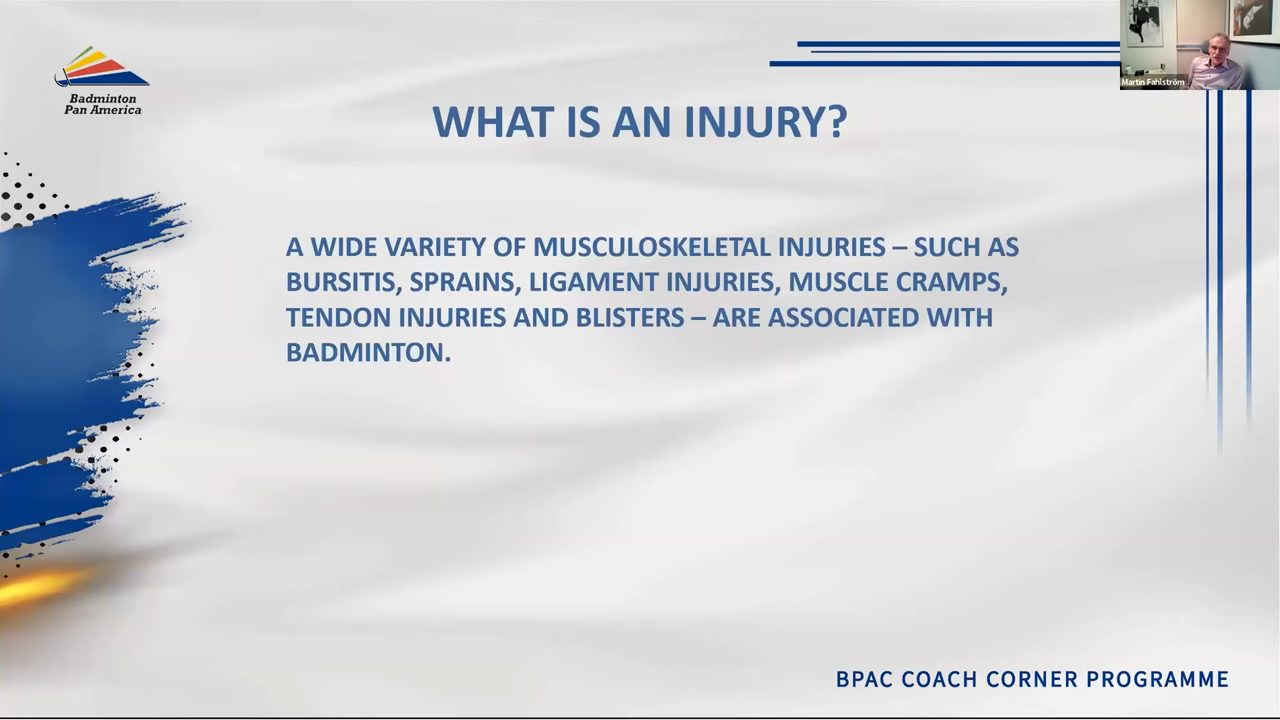 Badminton
Pan America
Martin Fahlström
WHAT IS AN INJURY?
A WIDE VARIETY OF MUSCULOSKELETAL INJURIES – SUCH AS
BURSITIS, SPRAINS, LIGAMENT INJURIES, MUSCLE CRAMPS,
TENDON INJURIES AND BLISTERS – ARE ASSOCIATED WITH
BADMINTON.
BPAC COACH CORNER PROGRAMME